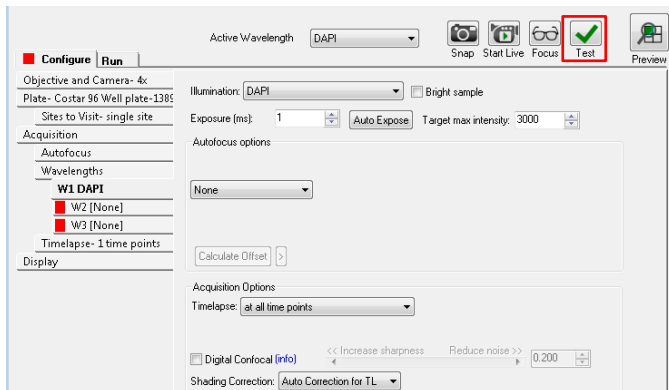 Active Wavelength DAPI
Snap Start Live Focus Test Preview
Configure Run
Objective and Camera- 4x
Plate- Costar 96 Well plate-1389
Sites to Visit- single site
Acquisition
Autofocus
Wavelengths
W1 DAPI
W2 [None]
W3 [None]
Timelapse- 1 time points
Display
Illumination: DAPI Bright sample
Exposure (ms): 1 Auto Expose Target max intensity: 3000
Autofocus options
None
Calculate Offset >
Acquisition Options
Timelapse: at all time points
<< Increase sharpness Reduce noise >>
Digital Confocal (info) 0.200
Shading Correction: Auto Correction for TL